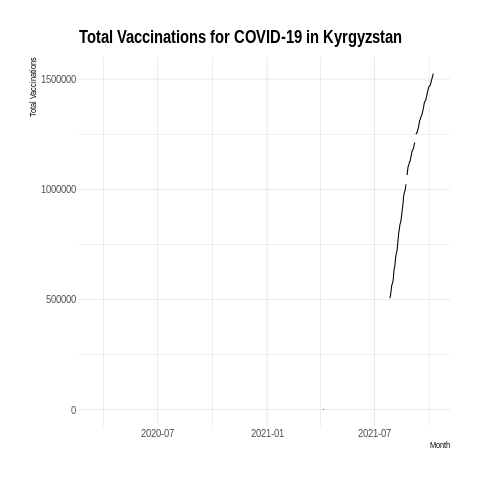 Total Vaccinations for COVID-19 in Kyrgyzstan
Total Vaccinations
1500000
1000000
500000
0
2020-07
2021-01
2021-07
Month